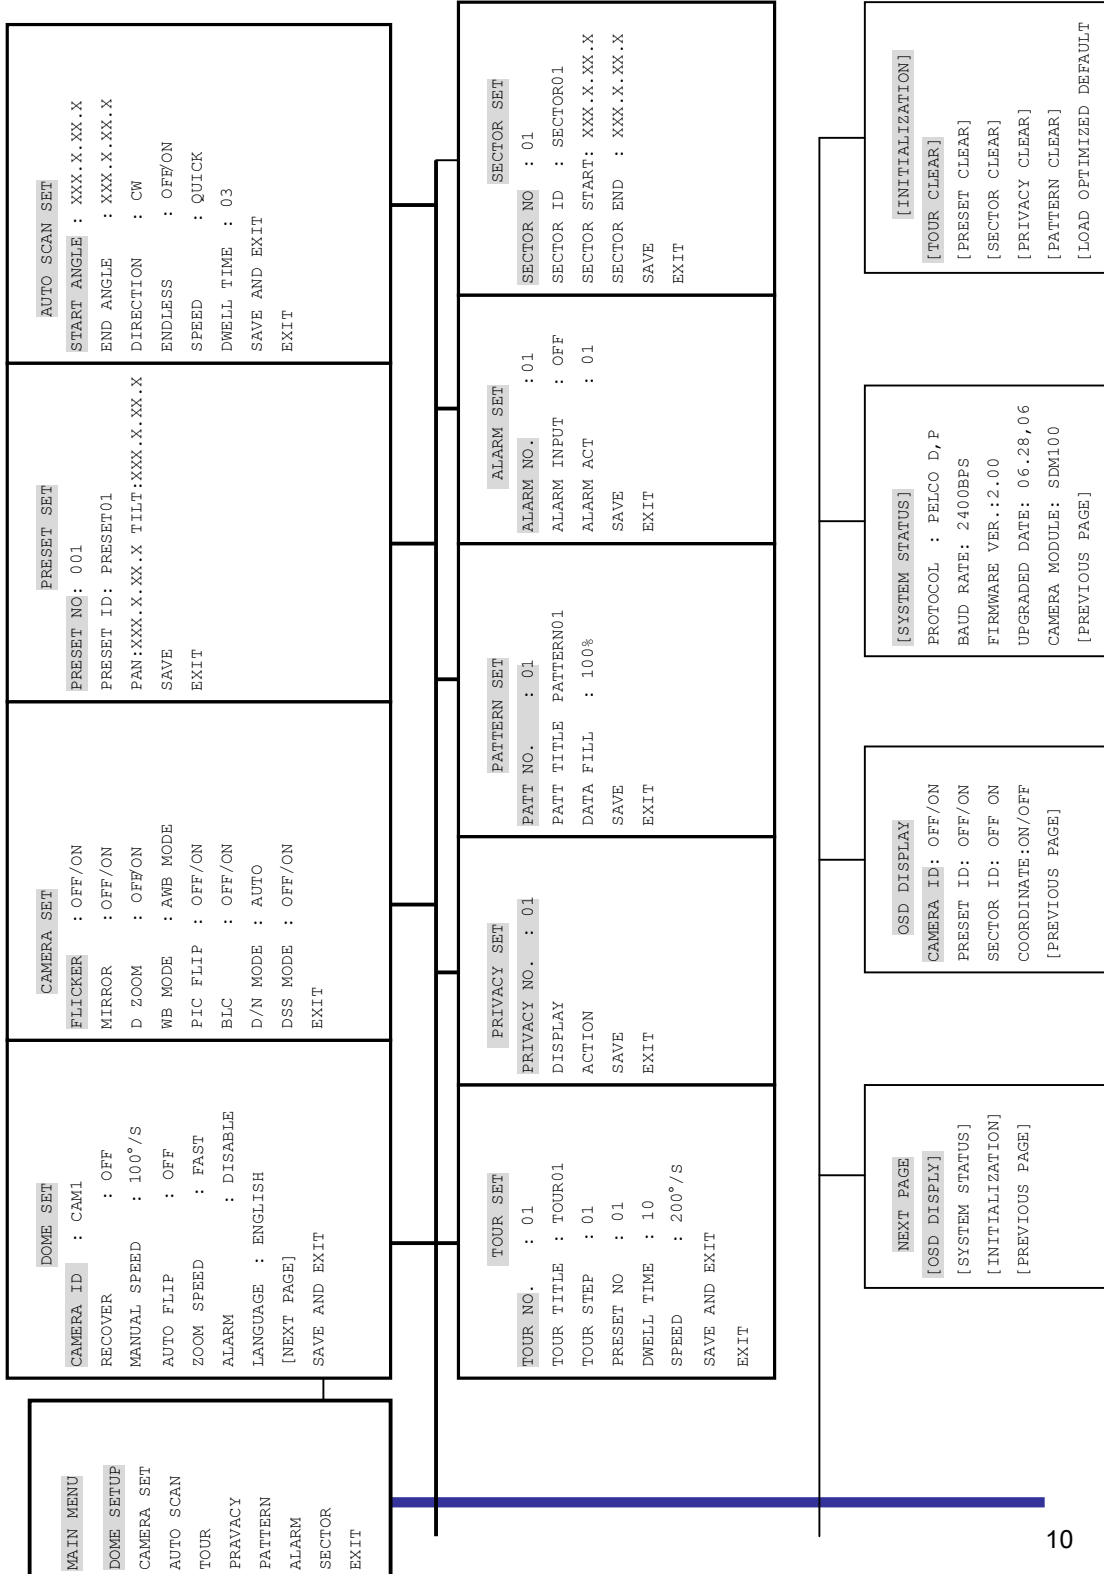 MAIN MENU
DOME SETUP
CAMERA SET
AUTO SCAN
TOUR
PRAVACY
PATTERN
ALARM
SECTOR
EXIT
DOME SET
CAMERA ID : CAM1
RECOVER : OFF
MANUAL SPEED : 100°/S
AUTO FLIP : OFF
ZOOM SPEED : FAST
ALARM : DISABLE
LANGUAGE : ENGLISH
[NEXT PAGE]
SAVE AND EXIT
CAMERA SET
FLICKER : OFF/ON
MIRROR :OFF/ON
D ZOOM : OFF/ON
WB MODE : AWB MODE
PIC FLIP : OFF/ON
BLC : OFF/ON
D/N MODE : AUTO
DSS MODE : OFF/ON
EXIT
PRESET SET
PRESET NO: 001
PRESET ID: PRESET01
PAN:XXX.X.XX.X TILT:XXX.X.XX.X
SAVE
EXIT
AUTO SCAN SET
START ANGLE : XXX.X.XX.X
END ANGLE : XXX.X.XX.X
DIRECTION : CW
ENDLESS : OFF/ON
SPEED : QUICK
DWELL TIME : 03
SAVE AND EXIT
EXIT
TOUR SET
TOUR NO. : 01
TOUR TITLE : TOUR01
TOUR STEP : 01
PRESET NO : 01
DWELL TIME : 10
SPEED : 200°/S
SAVE AND EXIT
EXIT
PRIVACY SET
PRIVACY NO. : 01
DISPLAY
ACTION
SAVE
EXIT
PATTERN SET
PATT NO. : 01
PATT TITLE PATTERN01
DATA FILL : 100%
SAVE
EXIT
ALARM SET
ALARM NO. :01
ALARM INPUT : OFF
ALARM ACT : 01
SAVE
EXIT
SECTOR SET
SECTOR NO : 01
SECTOR ID : SECTOR01
SECTOR START: XXX.X.XX.X
SECTOR END : XXX.X.XX.X
SAVE
EXIT
NEXT PAGE
[OSD DISPLY]
[SYSTEM STATUS]
[INITIALIZATION]
[PREVIOUS PAGE]
OSD DISPLAY
CAMERA ID: OFF/ON
PRESET ID: OFF/ON
SECTOR ID: OFF ON
COORDINATE:ON/OFF
[PREVIOUS PAGE]
[SYSTEM STATUS]
PROTOCOL : PELCO D,P
BAUD RATE: 2400BPS
FIRMWARE VER.:2.00
UPGRADED DATE: 06.28,06
CAMERA MODULE: SDM100
[PREVIOUS PAGE]
[INITIALIZATION]
[TOUR CLEAR]
[PRESET CLEAR]
[SECTOR CLEAR]
[PRIVACY CLEAR]
[PATTERN CLEAR]
[LOAD OPTIMIZED DEFAULT
10